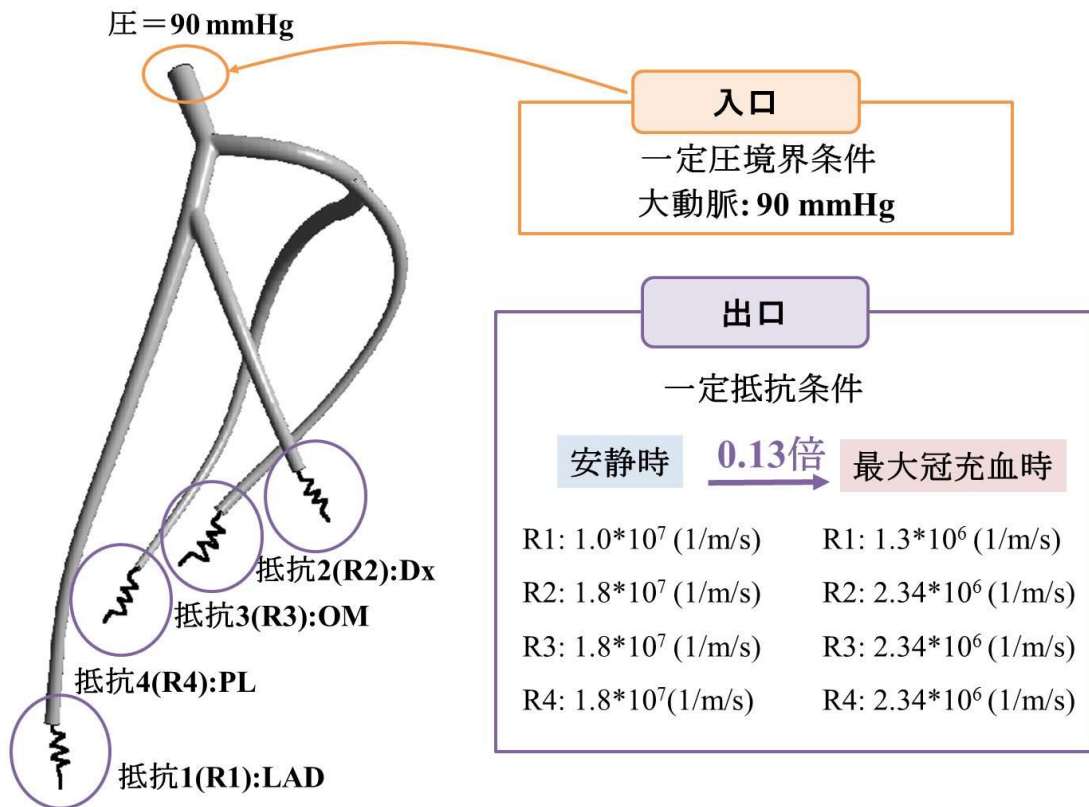 圧＝90 mmHg
入口
一定圧境界条件
大動脈: 90 mmHg
出口
一定抵抗条件
安静時
0.13倍
最大冠充血時
R1: 1.0*10⁷ (1/m/s)
R1: 1.3*10⁶ (1/m/s)
R2: 1.8*10⁷ (1/m/s)
R2: 2.34*10⁶ (1/m/s)
R3: 1.8*10⁷ (1/m/s)
R3: 2.34*10⁶ (1/m/s)
R4: 1.8*10⁷(1/m/s)
R4: 2.34*10⁶ (1/m/s)
抵抗2(R2):Dx
抵抗3(R3):OM
抵抗4(R4):PL
抵抗1(R1):LAD